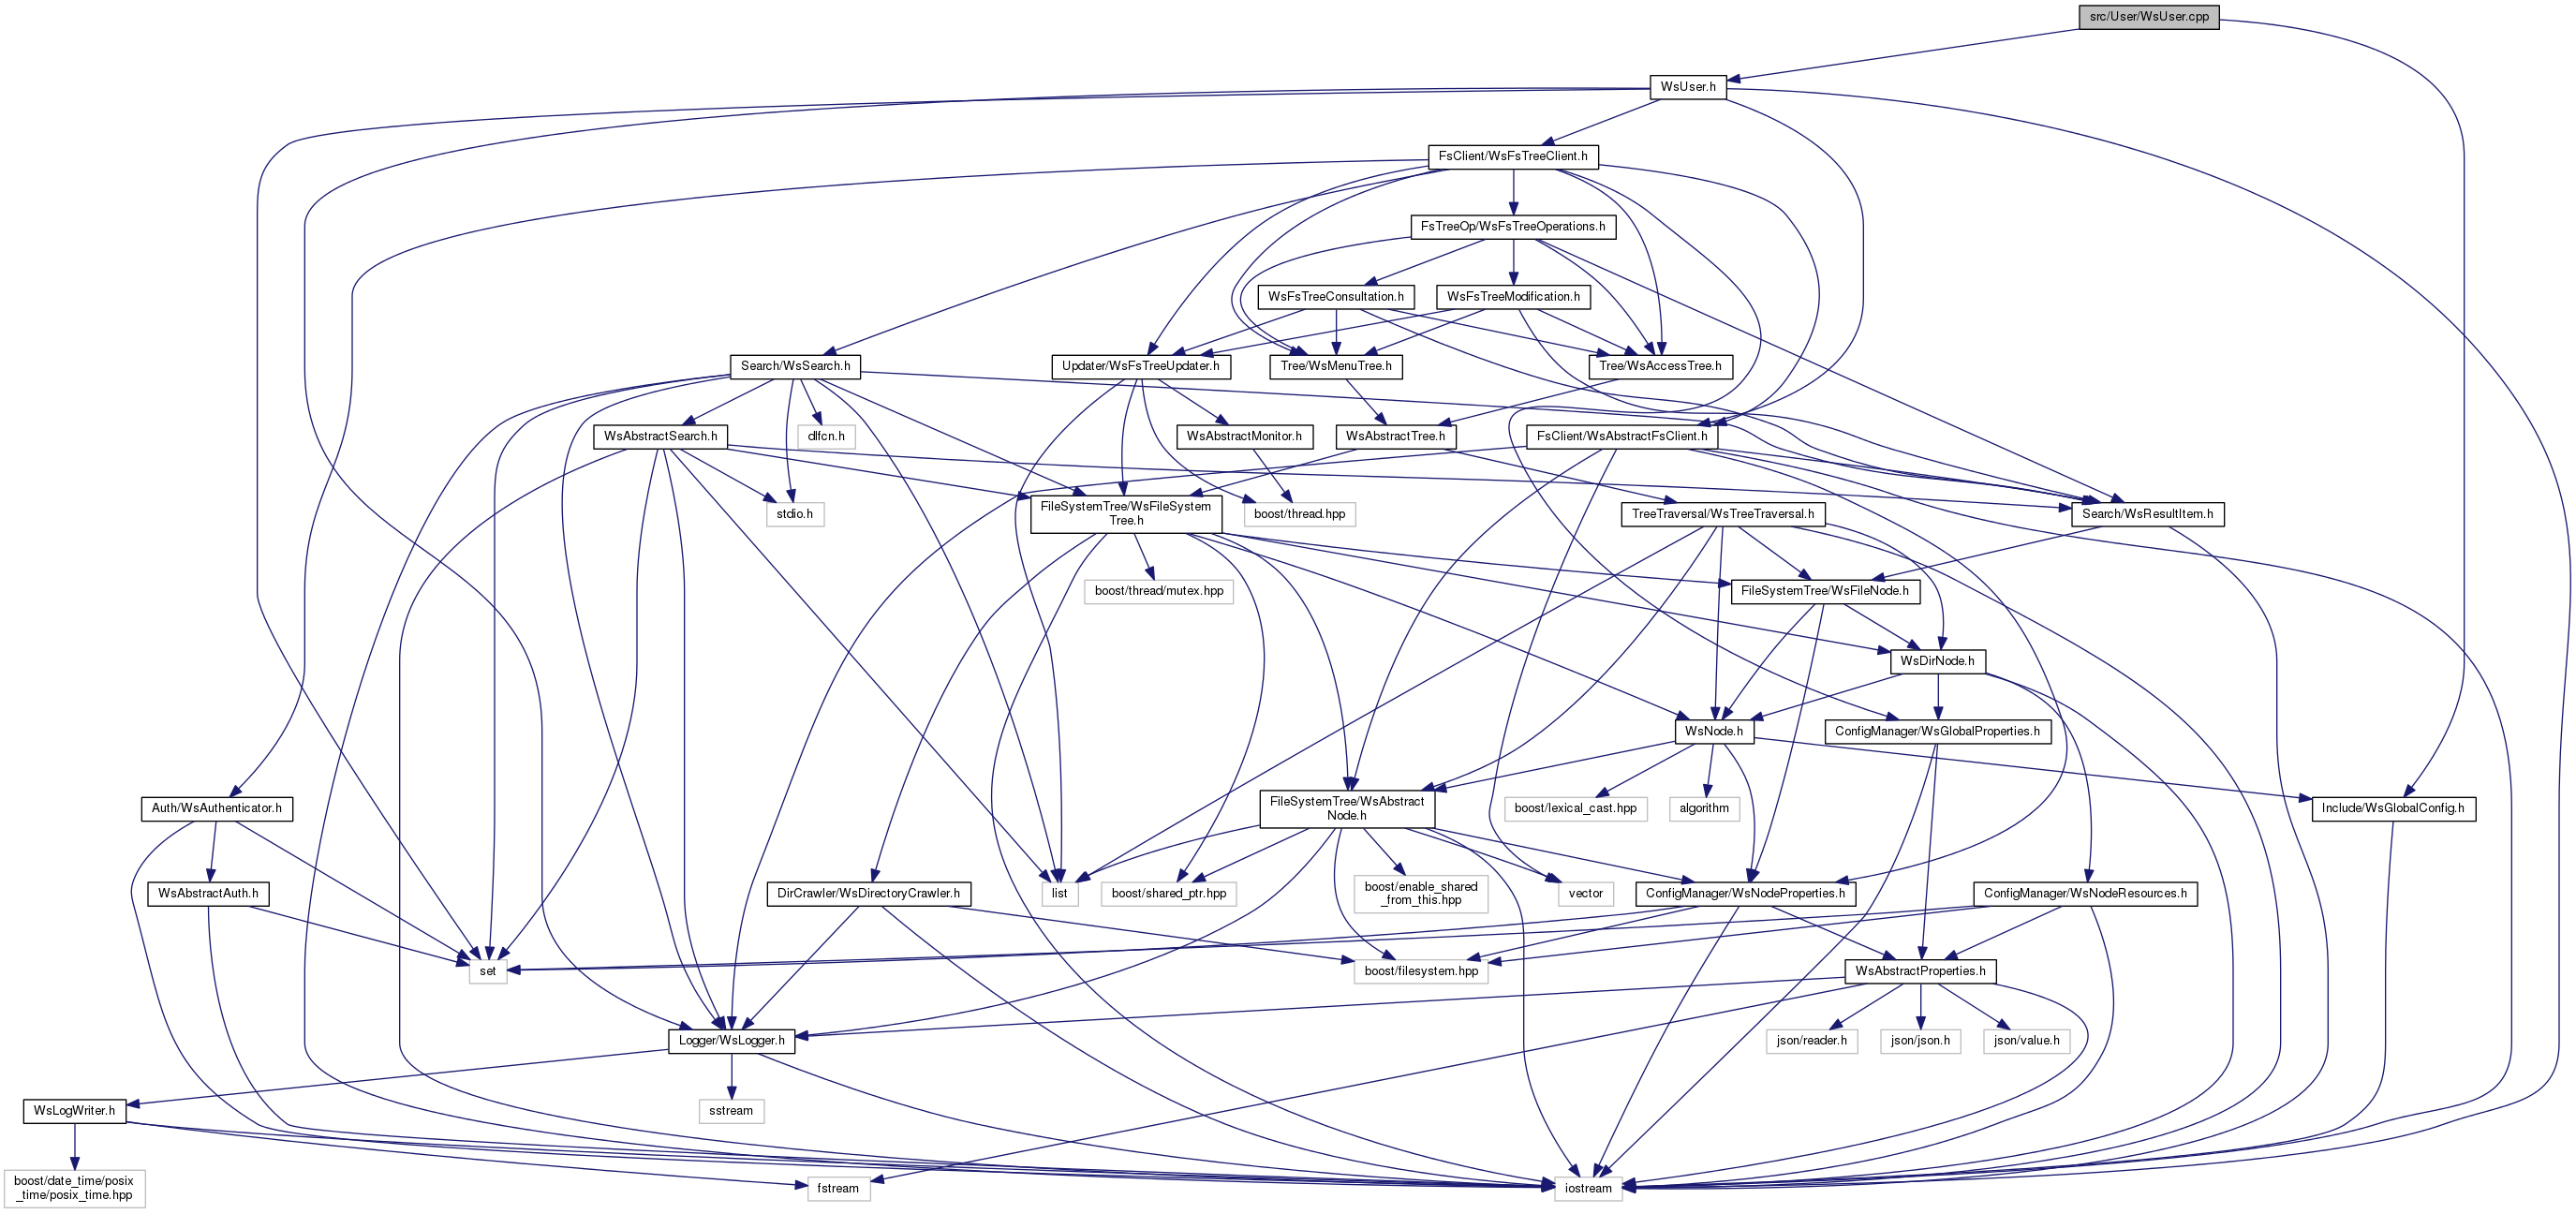 src/User/WsUser.cpp
WsUser.h
FsClient/WsFsTreeClient.h
FsTreeOp/WsFsTreeOperations.h
WsFsTreeConsultation.h
WsFsTreeModification.h
Search/WsSearch.h
Updater/WsFsTreeUpdater.h
Tree/WsMenuTree.h
Tree/WsAccessTree.h
WsAbstractSearch.h
dlfcn.h
WsAbstractMonitor.h
WsAbstractTree.h
FsClient/WsAbstractFsClient.h
stdio.h
FileSystemTree/WsFileSystem
Tree.h
boost/thread.hpp
TreeTraversal/WsTreeTraversal.h
Search/WsResultItem.h
boost/thread/mutex.hpp
FileSystemTree/WsFileNode.h
WsDirNode.h
WsNode.h
ConfigManager/WsGlobalProperties.h
Auth/WsAuthenticator.h
FileSystemTree/WsAbstract
Node.h
boost/lexical_cast.hpp
algorithm
Include/WsGlobalConfig.h
WsAbstractAuth.h
DirCrawler/WsDirectoryCrawler.h
list
boost/shared_ptr.hpp
boost/enable_shared
_from_this.hpp
vector
ConfigManager/WsNodeProperties.h
ConfigManager/WsNodeResources.h
set
boost/filesystem.hpp
WsAbstractProperties.h
Logger/WsLogger.h
json/reader.h
json/json.h
json/value.h
WsLogWriter.h
sstream
boost/date_time/posix
_time/posix_time.hpp
fstream
iostream